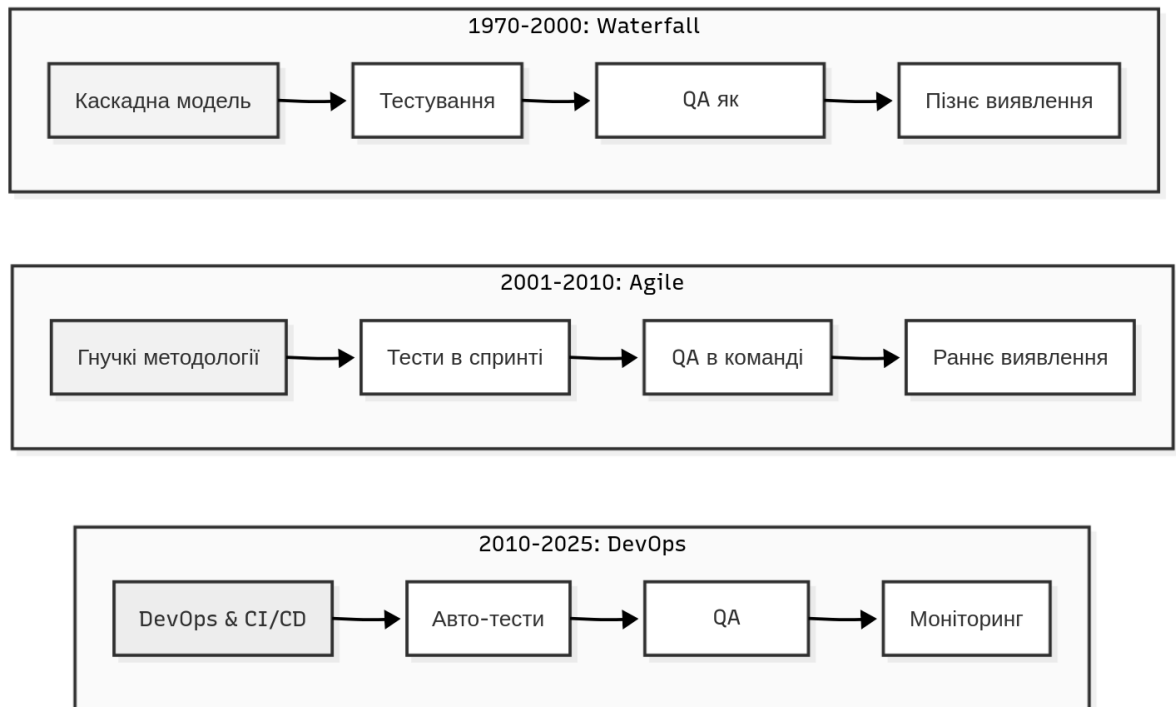 1970-2000: Waterfall
Каскадна модель
Тестування
QA як
Пізнє виявлення
2001-2010: Agile
Гнучкі методології
Тести в спринті
QA в команді
Раннє виявлення
2010-2025: DevOps
DevOps & CI/CD
Авто-тести
QA
Моніторинг